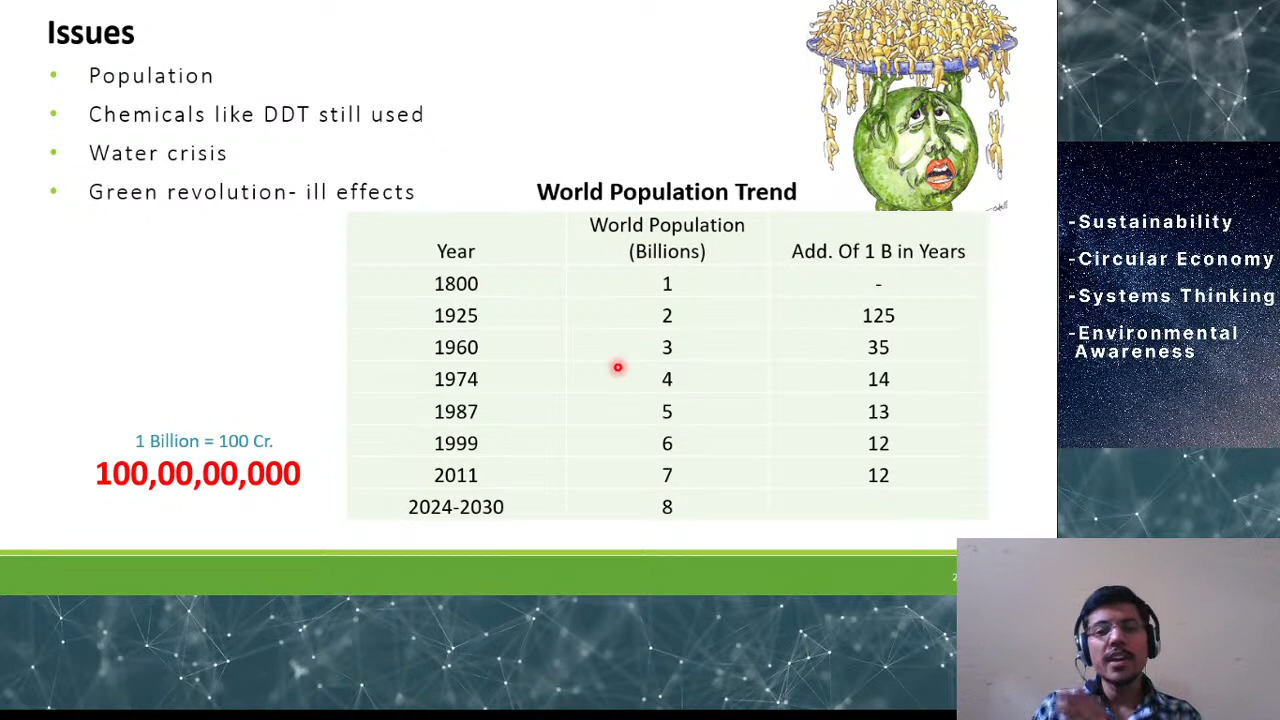 Issues
• Population
• Chemicals like DDT still used
• Water crisis
• Green revolution- ill effects
World Population Trend
Year World Population (Billions) Add. Of 1 B in Years
1800 1 -
1925 2 125
1960 3 35
1974 4 14
1987 5 13
1999 6 12
2011 7 12
2024-2030 8
1 Billion = 100 Cr.
100,00,00,000
-Sustainability
-Circular Economy
-Systems Thinking
-Environmental
Awareness